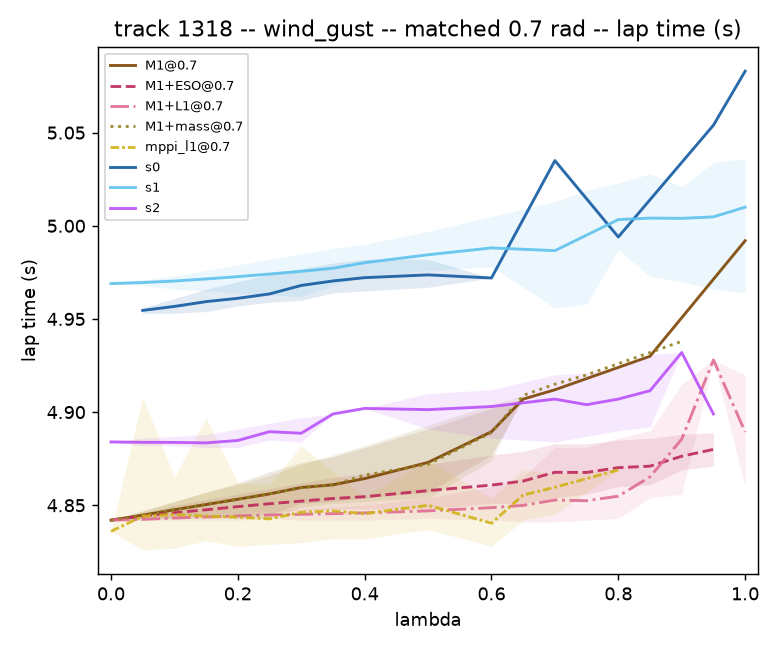 track 1318 -- wind_gust -- matched 0.7 rad -- lap time (s)
M1@0.7
M1+ESO@0.7
M1+L1@0.7
M1+mass@0.7
mppi_l1@0.7
s0
s1
s2
lap time (s)
5.05
5.00
4.95
4.90
4.85
0.0 0.2 0.4 0.6 0.8 1.0
lambda